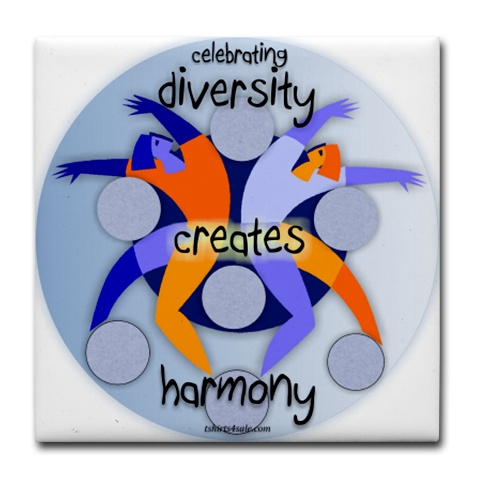 celebrating
diversity
creates
harmony
tshirts4sale.com